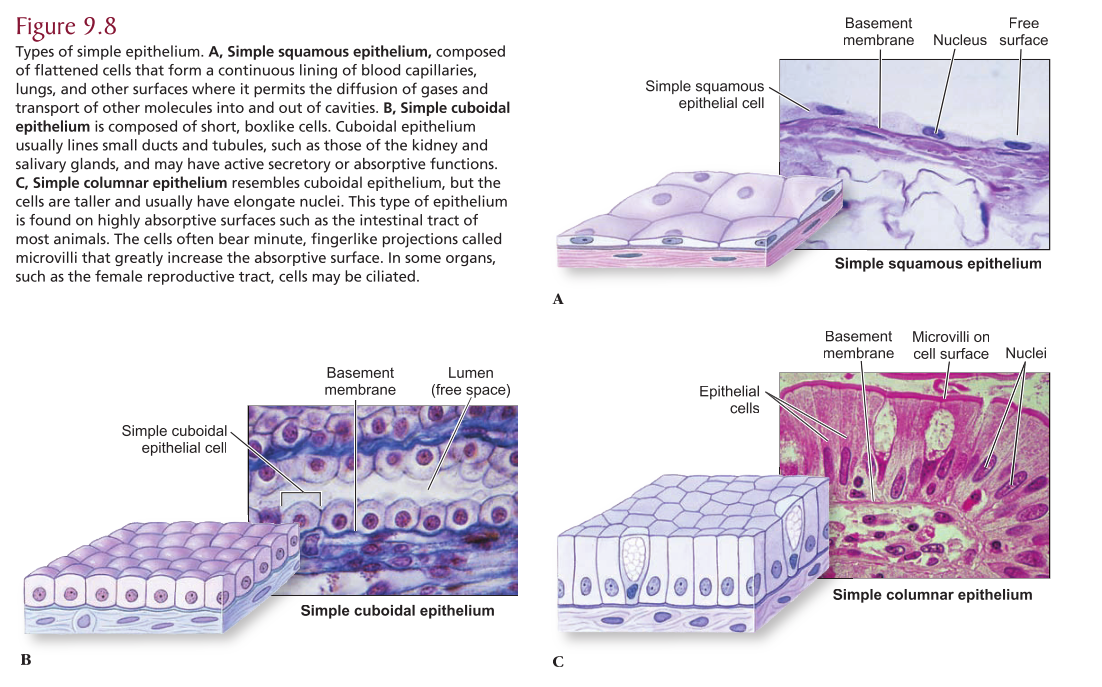 Figure 9.8
Types of simple epithelium. A, Simple squamous epithelium, composed
of flattened cells that form a continuous lining of blood capillaries,
lungs, and other surfaces where it permits the diffusion of gases and
transport of other molecules into and out of cavities. B, Simple cuboidal
epithelium is composed of short, boxlike cells. Cuboidal epithelium
usually lines small ducts and tubules, such as those of the kidney and
salivary glands, and may have active secretory or absorptive functions.
C, Simple columnar epithelium resembles cuboidal epithelium, but the
cells are taller and usually have elongate nuclei. This type of epithelium
is found on highly absorptive surfaces such as the intestinal tract of
most animals. The cells often bear minute, fingerlike projections called
microvilli that greatly increase the absorptive surface. In some organs,
such as the female reproductive tract, cells may be ciliated.
Basement
membrane
Nucleus
Free
surface
Simple squamous
epithelial cell
Simple squamous epithelium
A
Basement
membrane
Lumen
(free space)
Simple cuboidal
epithelial cell
Simple cuboidal epithelium
B
Basement
membrane
Microvilli on
cell surface
Nuclei
Epithelial
cells
Simple columnar epithelium
C